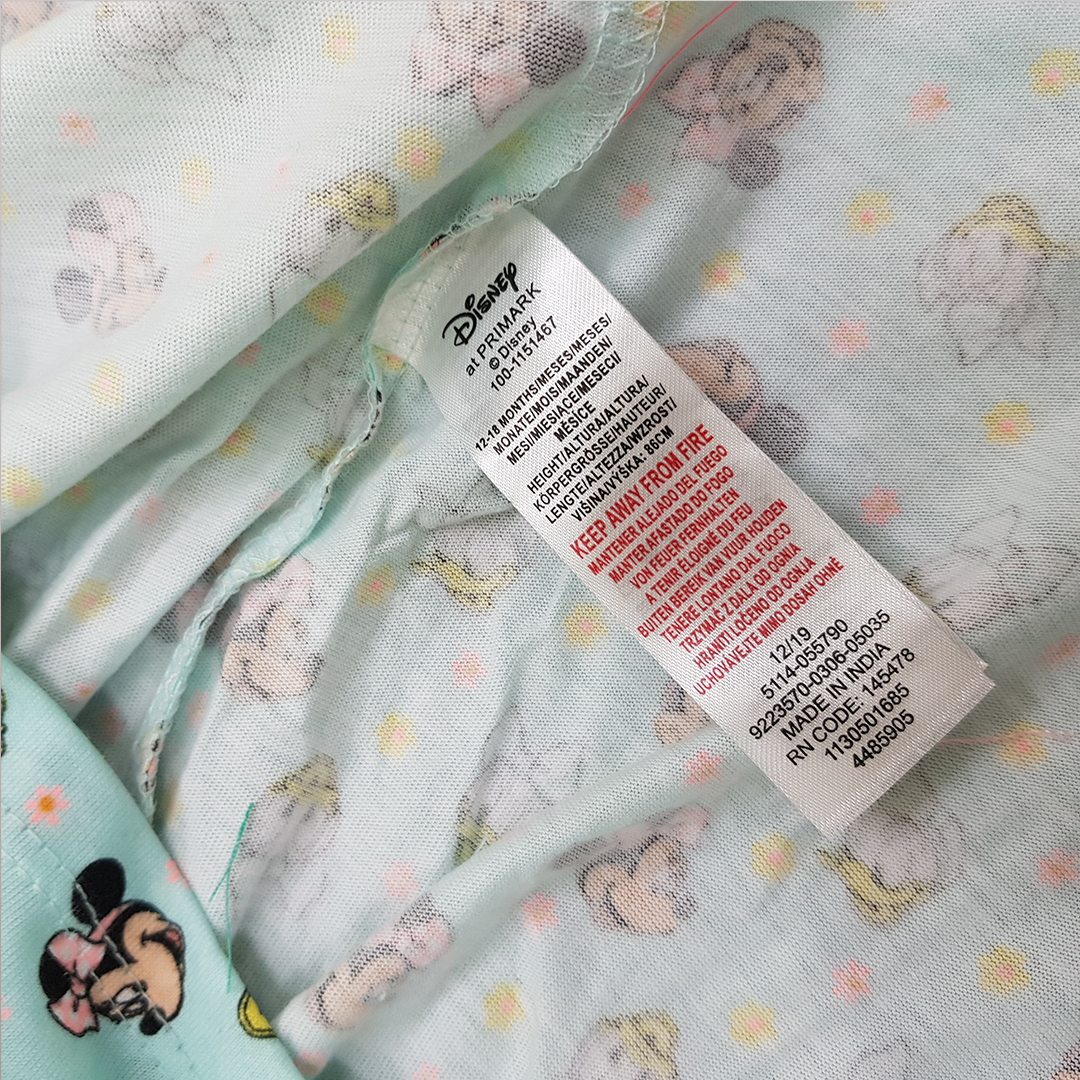 Disney
at PRIMARK
© Disney
100-1151467
12-18 MONTHS/MESES/MESES/
MONATE/MOIS/MAANDEN/
MESI/MIESIACE/MESECI/
MĚSÍCE
HEIGHT/ALTURA/ALTURA/
KÖRPERGRÖSSE/HAUTEUR/
LENGTE/ALTEZZA/WZROST/
VIŠINA/VÝŠKA: 86CM
KEEP AWAY FROM FIRE
MANTENER ALEJADO DEL FUEGO
MANTER AFASTADO DO FOGO
VON FEUER FERNHALTEN
A TENIR ÉLOIGNÉ DU FEU
BUITEN BEREIK VAN VUUR HOUDEN
TENERE LONTANO DAL FUOCO
TRZYMAĆ Z DALA OD OGNIA
HRANITI LOČENO OD OGNJA
UCHOVÁVEJTE MIMO DOSAH OHNĚ
12/19
5114-055790
9223570-0306-05035
MADE IN INDIA
RN CODE: 145478
1130501685
4485905